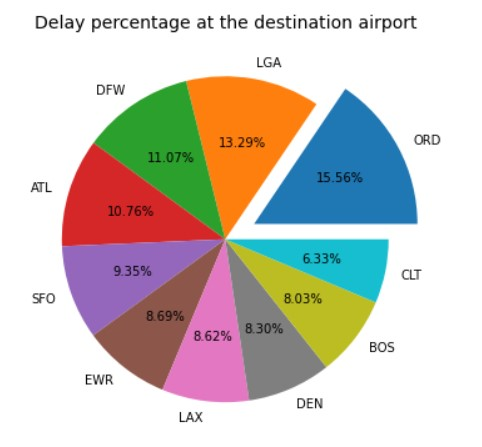 Delay percentage at the destination airport
LGA
DFW
ORD
13.29%
11.07%
15.56%
ATL
10.76%
6.33%
9.35%
CLT
8.03%
SFO
8.69%
8.30%
8.62%
BOS
EWR
DEN
LAX